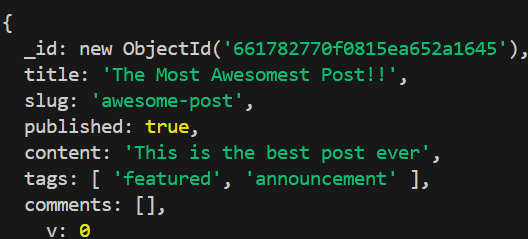 {
_id: new ObjectId('661782770f0815ea652a1645'),
title: 'The Most Awesomest Post!!',
slug: 'awesome-post',
published: true,
content: 'This is the best post ever',
tags: [ 'featured', 'announcement' ],
comments: [],
v: 0